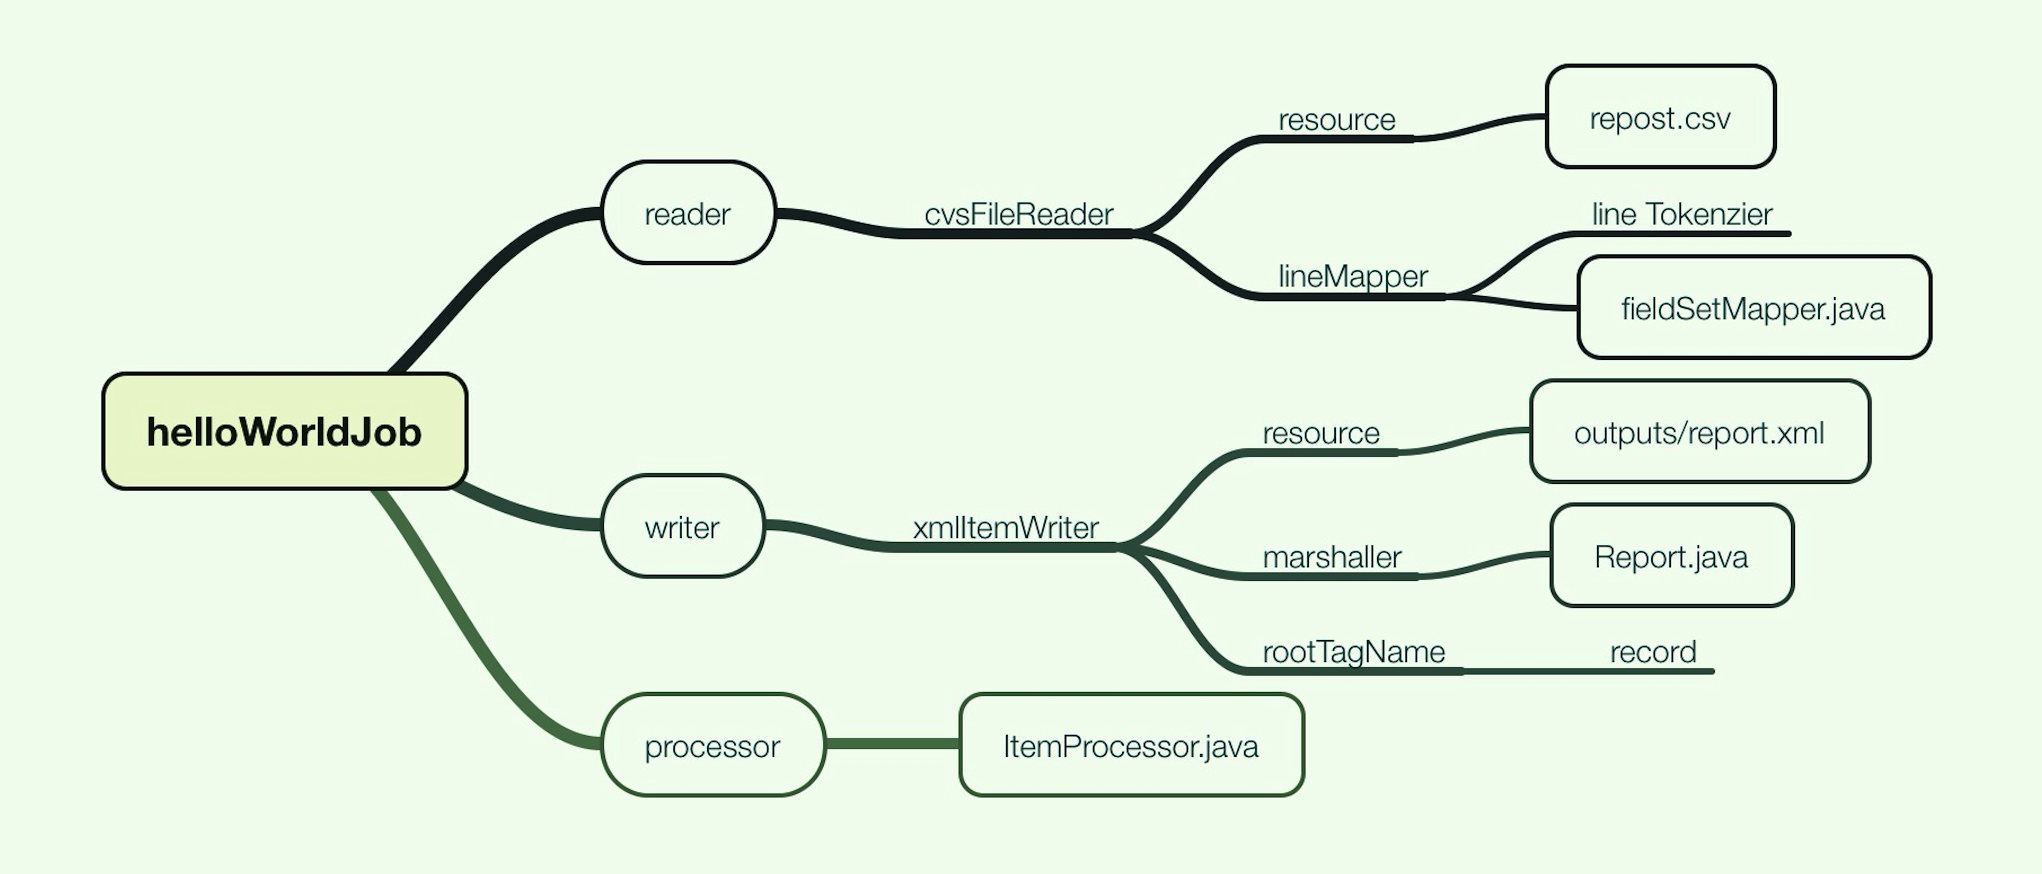 helloWorldJob
reader
cvsFileReader
resource
repost.csv
lineMapper
line Tokenzier
fieldSetMapper.java
writer
xmlItemWriter
resource
outputs/report.xml
marshaller
Report.java
rootTagName
record
processor
ItemProcessor.java